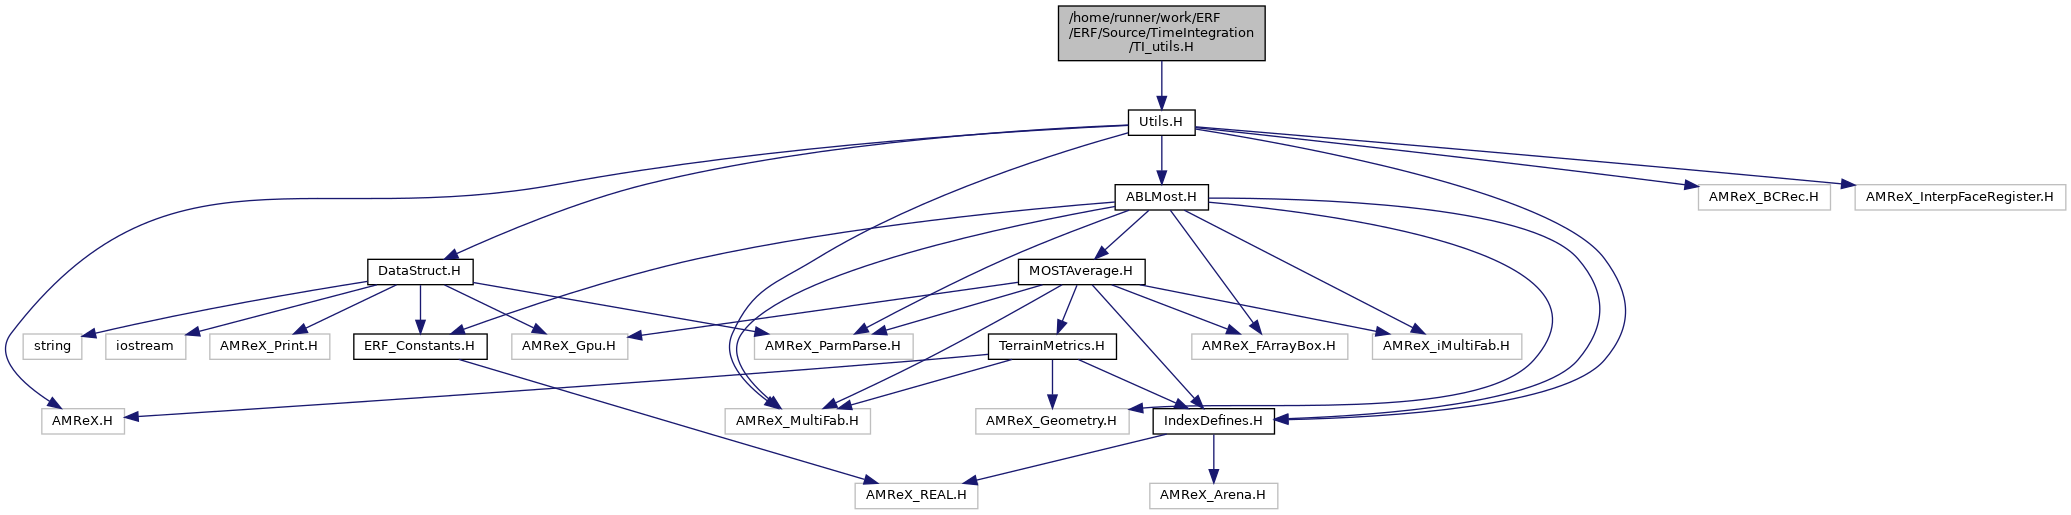 /home/runner/work/ERF
/ERF/Source/TimeIntegration
/TI_utils.H
Utils.H
ABLMost.H
AMReX_BCRec.H
AMReX_InterpFaceRegister.H
DataStruct.H
MOSTAverage.H
string
iostream
AMReX_Print.H
ERF_Constants.H
AMReX_Gpu.H
AMReX_ParmParse.H
TerrainMetrics.H
AMReX_FArrayBox.H
AMReX_iMultiFab.H
AMReX.H
AMReX_MultiFab.H
AMReX_Geometry.H
IndexDefines.H
AMReX_REAL.H
AMReX_Arena.H